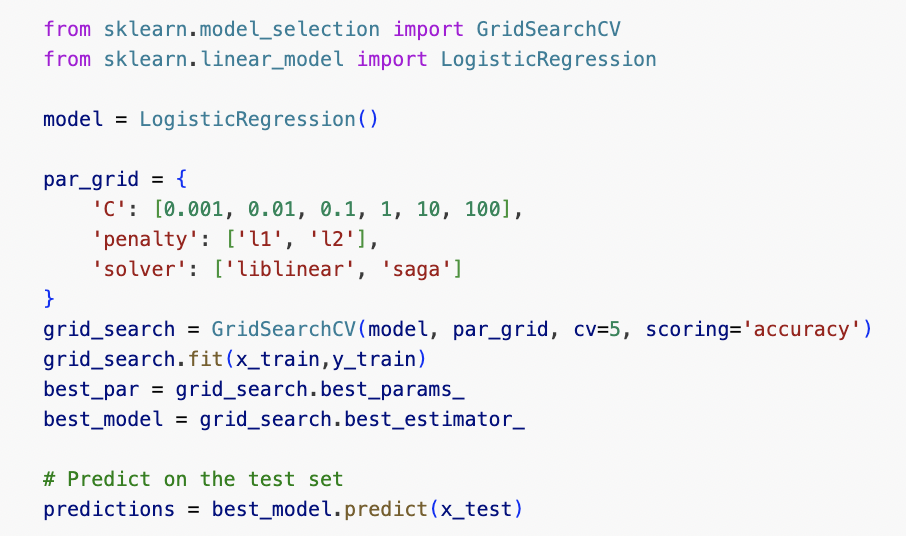 from sklearn.model_selection import GridSearchCV
from sklearn.linear_model import LogisticRegression
model = LogisticRegression()
par_grid = {
    'C': [0.001, 0.01, 0.1, 1, 10, 100],
    'penalty': ['l1', 'l2'],
    'solver': ['liblinear', 'saga']
}
grid_search = GridSearchCV(model, par_grid, cv=5, scoring='accuracy')
grid_search.fit(x_train,y_train)
best_par = grid_search.best_params_
best_model = grid_search.best_estimator_
# Predict on the test set
predictions = best_model.predict(x_test)